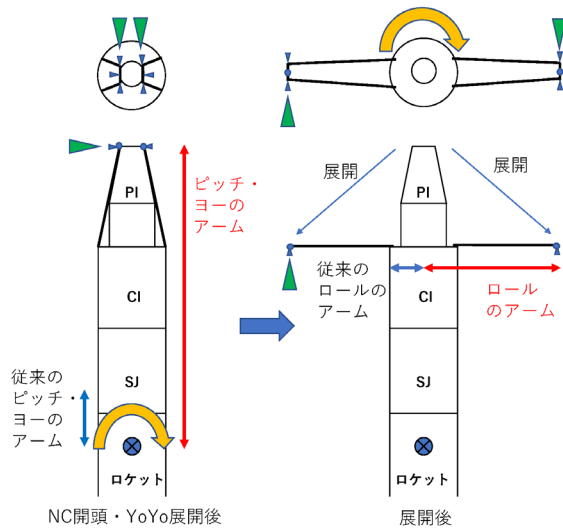 PI
CI
SJ
ロケット
ピッチ・
ヨーの
アーム
従来の
ピッチ・
ヨーの
アーム
NC開頭・YoYo展開後
展開
展開
PI
従来の
ロールの
アーム
CI
ロール
のアーム
SJ
ロケット
展開後